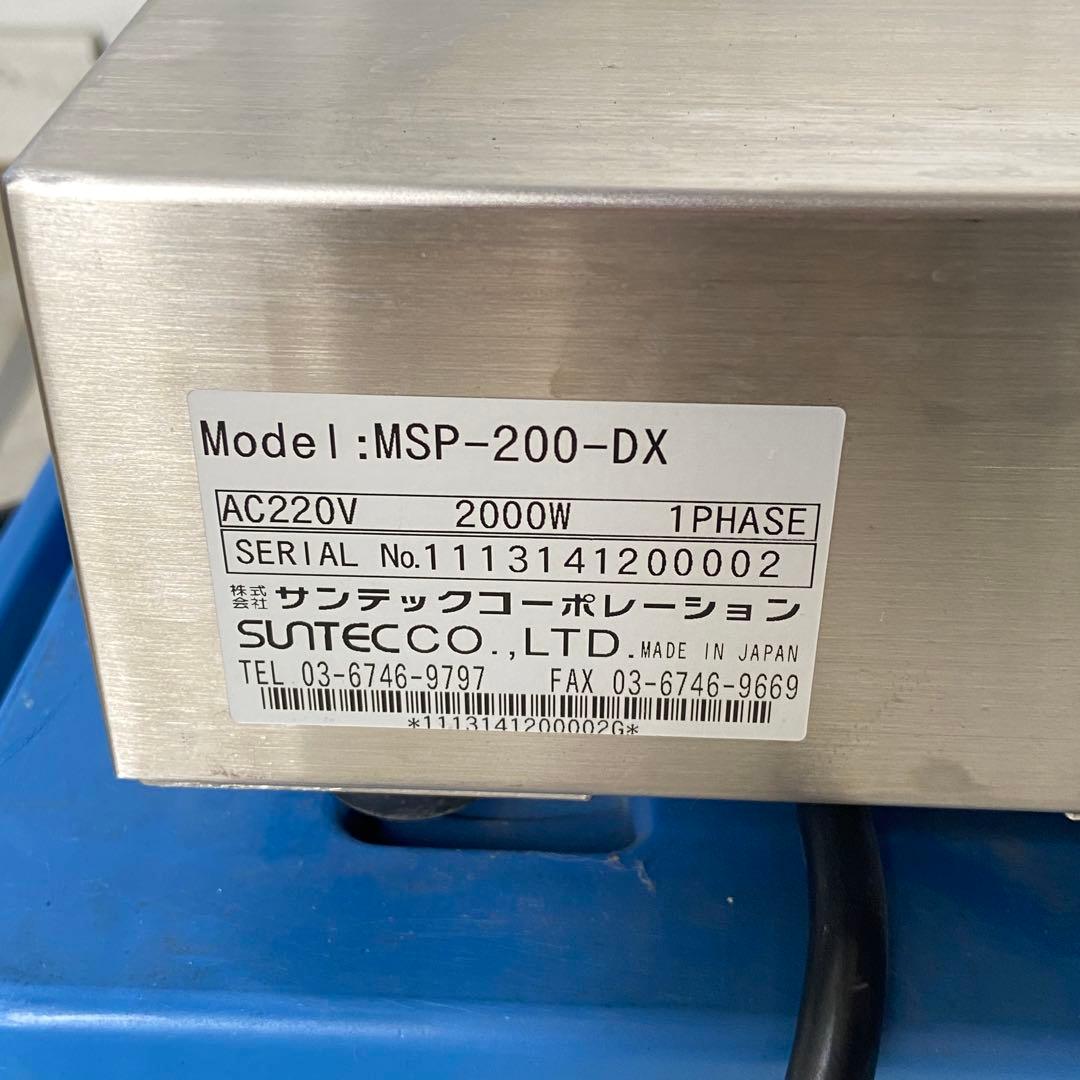 Model:MSP-200-DX
AC220V 2000W 1PHASE
SERIAL No.1113141200002
株式会社 サンテックコーポレーション
SUNTECCO.,LTD. MADE IN JAPAN
TEL 03-6746-9797 FAX 03-6746-9669
*1113141200002G*